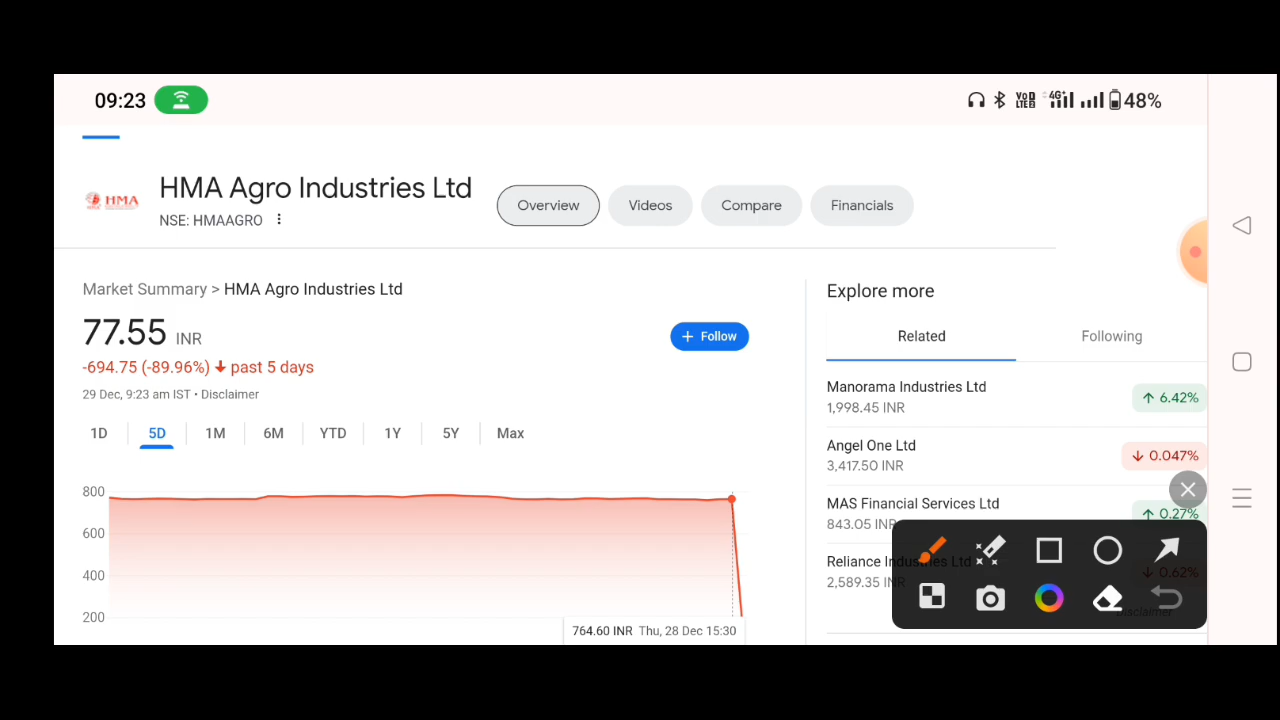 09:23
VoD LTEB 4G+ 48%
HMA
HMA Agro Industries Ltd
NSE: HMAAGRO
Overview
Videos
Compare
Financials
Market Summary > HMA Agro Industries Ltd
77.55 INR
+ Follow
-694.75 (-89.96%) ↓ past 5 days
29 Dec, 9:23 am IST • Disclaimer
1D 5D 1M 6M YTD 1Y 5Y Max
800
600
400
200
764.60 INR Thu, 28 Dec 15:30
Explore more
Related
Following
Manorama Industries Ltd
1,998.45 INR
↑ 6.42%
Angel One Ltd
3,417.50 INR
↓ 0.047%
MAS Financial Services Ltd
843.05 INR
↑ 0.27%
Reliance Industries Ltd
2,589.35 INR
↓ 0.62%
Disclaimer